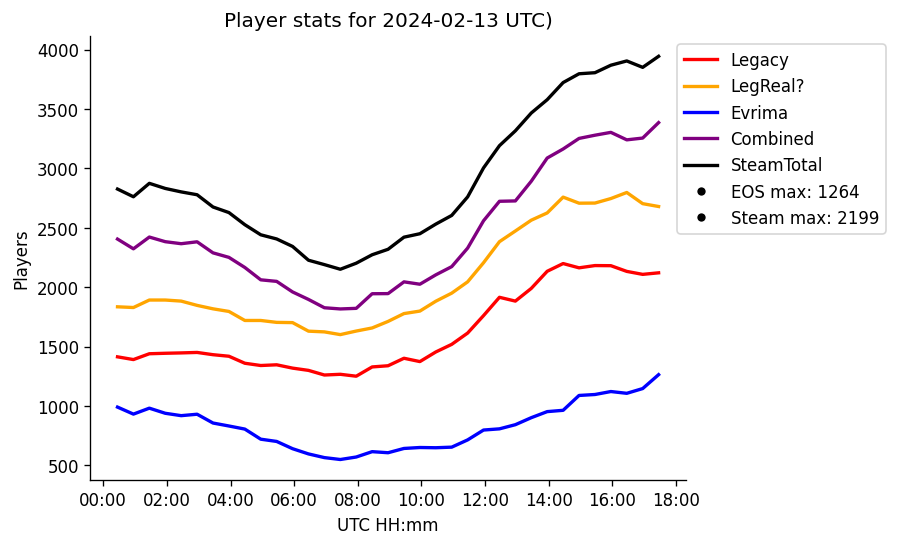 Player stats for 2024-02-13 UTC)
4000
3500
3000
2500
2000
1500
1000
500
Players
00:00 02:00 04:00 06:00 08:00 10:00 12:00 14:00 16:00 18:00
UTC HH:mm
Legacy
LegReal?
Evrima
Combined
SteamTotal
EOS max: 1264
Steam max: 2199